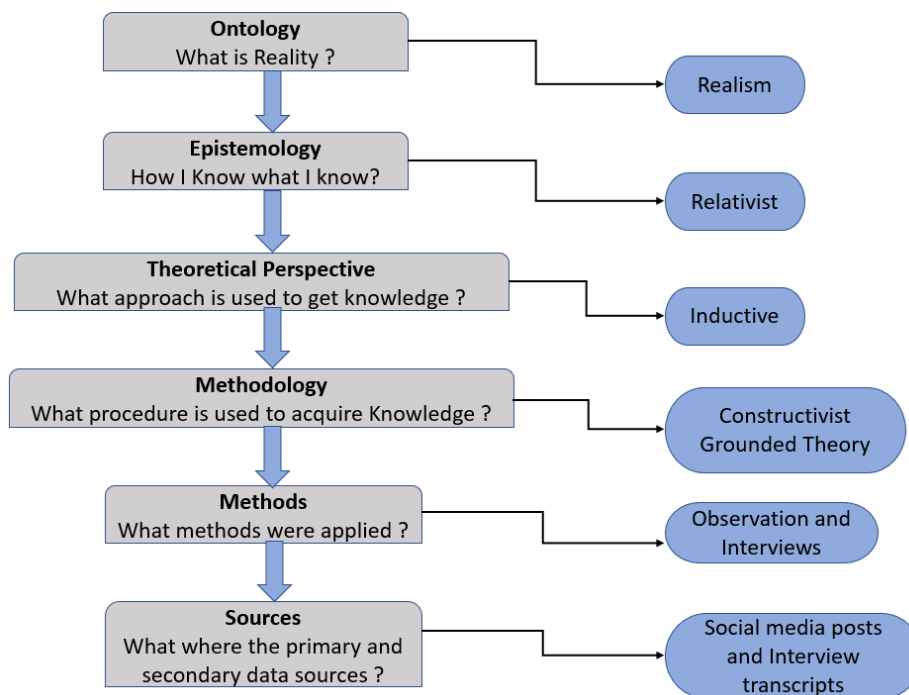 Ontology
What is Reality ?
Realism
Epistemology
How I Know what I know?
Relativist
Theoretical Perspective
What approach is used to get knowledge ?
Inductive
Methodology
What procedure is used to acquire Knowledge ?
Constructivist
Grounded Theory
Methods
What methods were applied ?
Observation and
Interviews
Sources
What where the primary and
secondary data sources ?
Social media posts
and Interview
transcripts